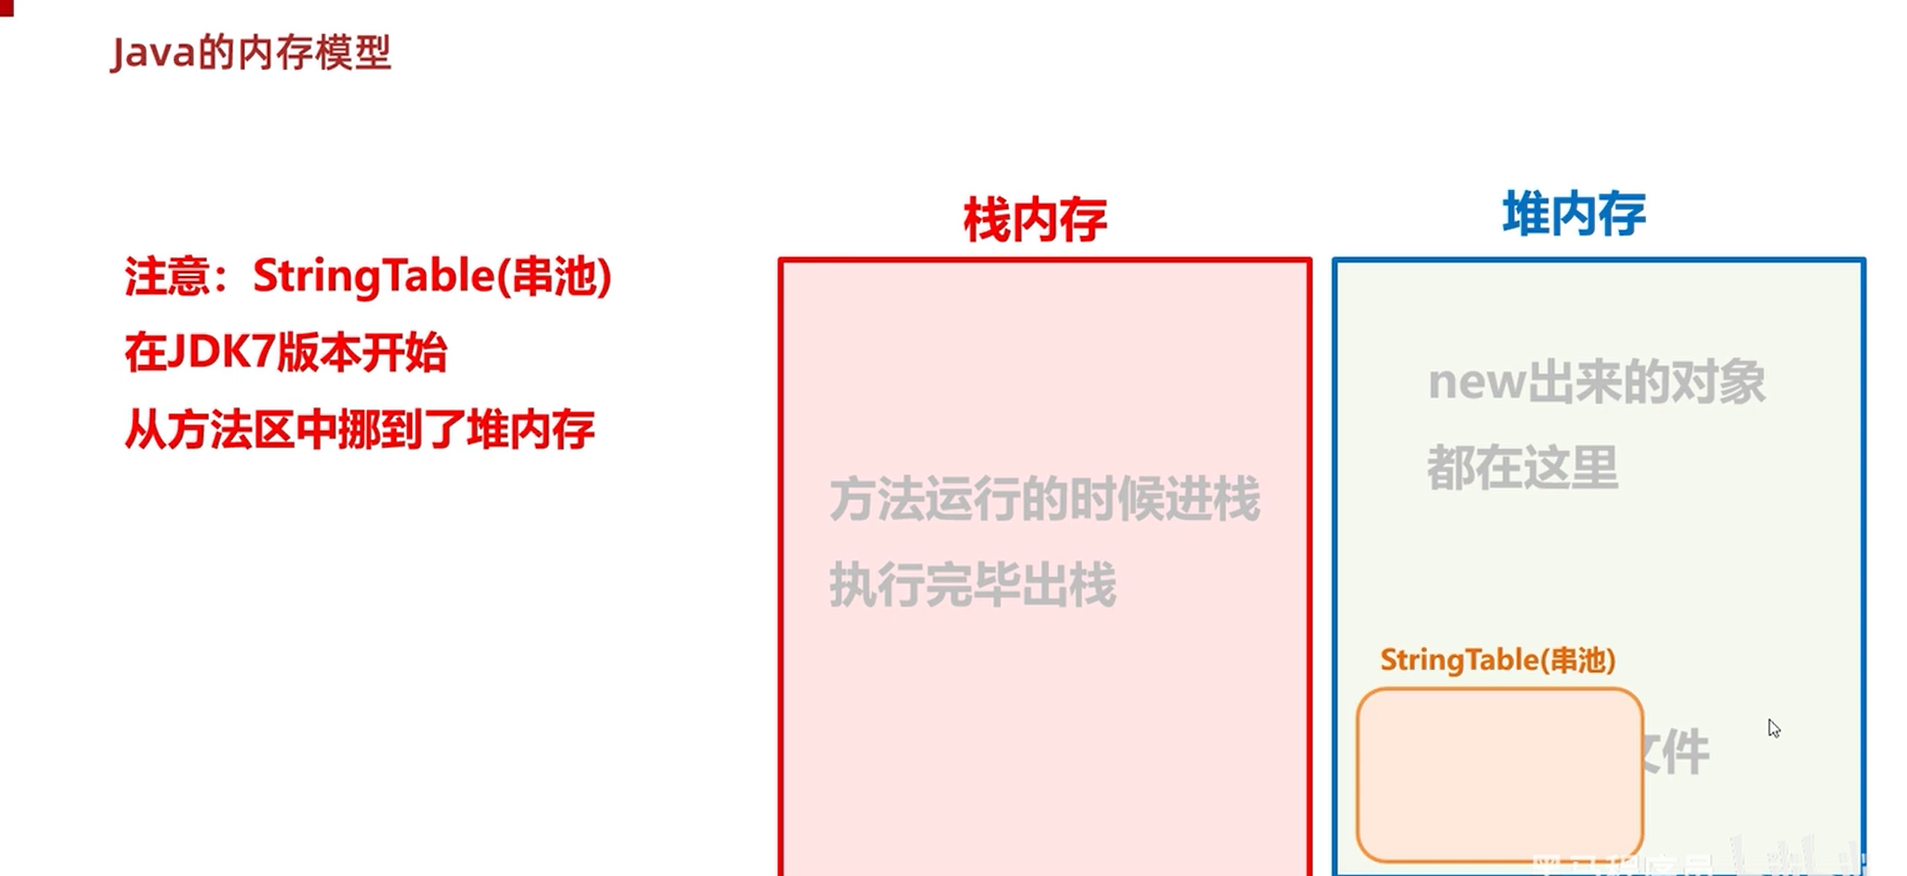 Java的内存模型
注意：StringTable(串池)
在JDK7版本开始
从方法区中挪到了堆内存
栈内存
方法运行的时候进栈
执行完毕出栈
堆内存
new出来的对象
都在这里
StringTable(串池)
件